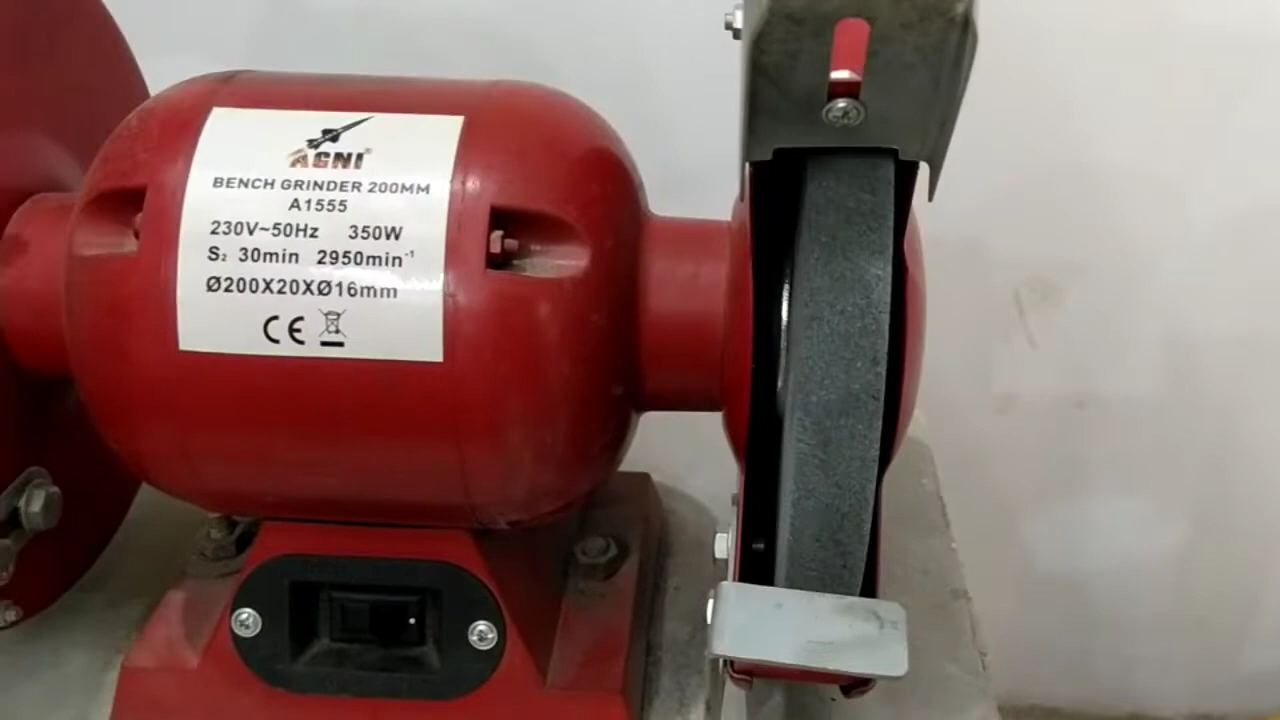 AGNI®
BENCH GRINDER 200MM
A1555
230V~50Hz 350W
S₂ 30min 2950min⁻¹
Ø200X20XØ16mm
CE